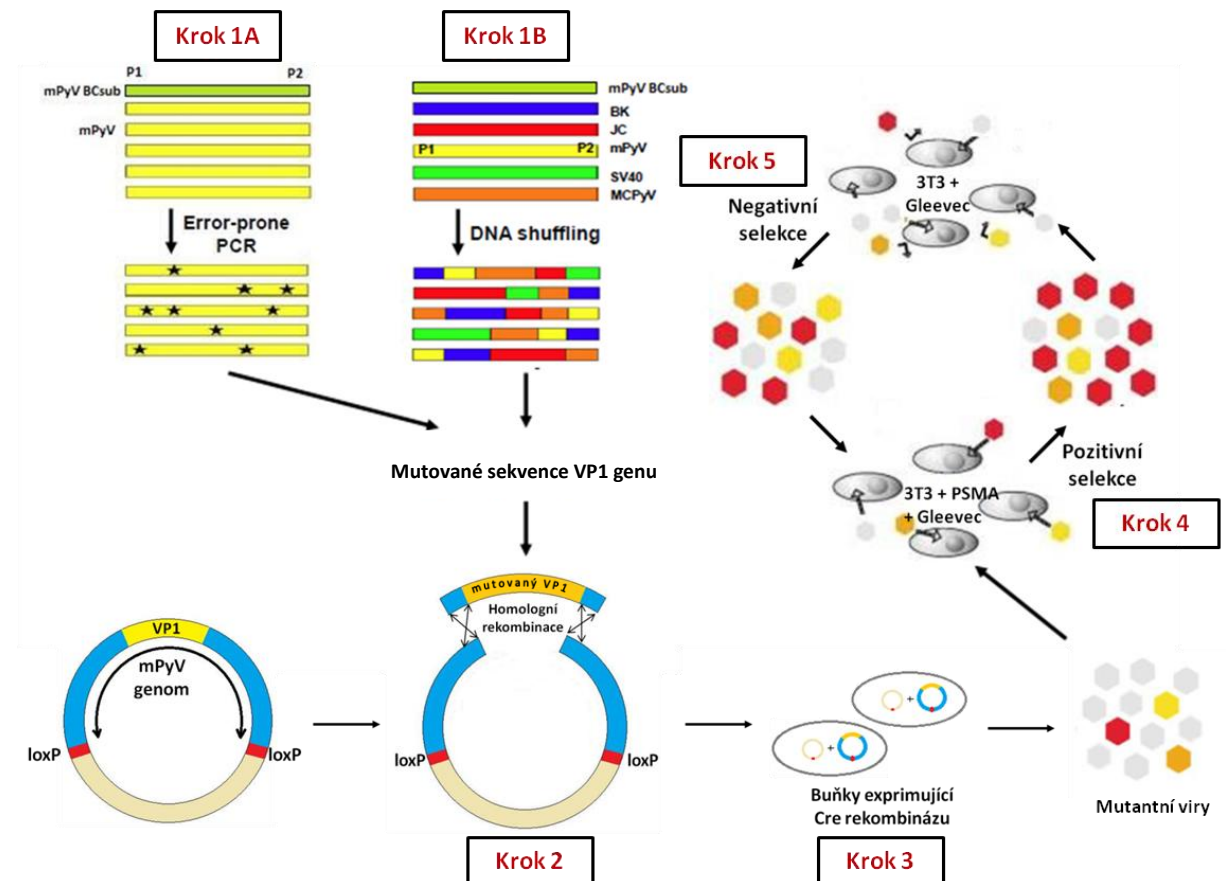 Krok 1A
P1 P2
mPyV BCsub
mPyV
Error-prone
PCR
Krok 1B
mPyV BCsub
BK
JC
mPyV
P1 P2
SV40
MCPyV
DNA shuffling
Mutované sekvence VP1 genu
VP1
mPyV
genom
loxP
loxP
mutovaný VP1
Homologní
rekombinace
loxP
loxP
Krok 2
+
+
Buňky exprimující
Cre rekombinázu
Krok 3
Mutantní viry
3T3 + PSMA
+ Gleevec
Krok 4
Pozitivní
selekce
Krok 5
Negativní
selekce
3T3 +
Gleevec